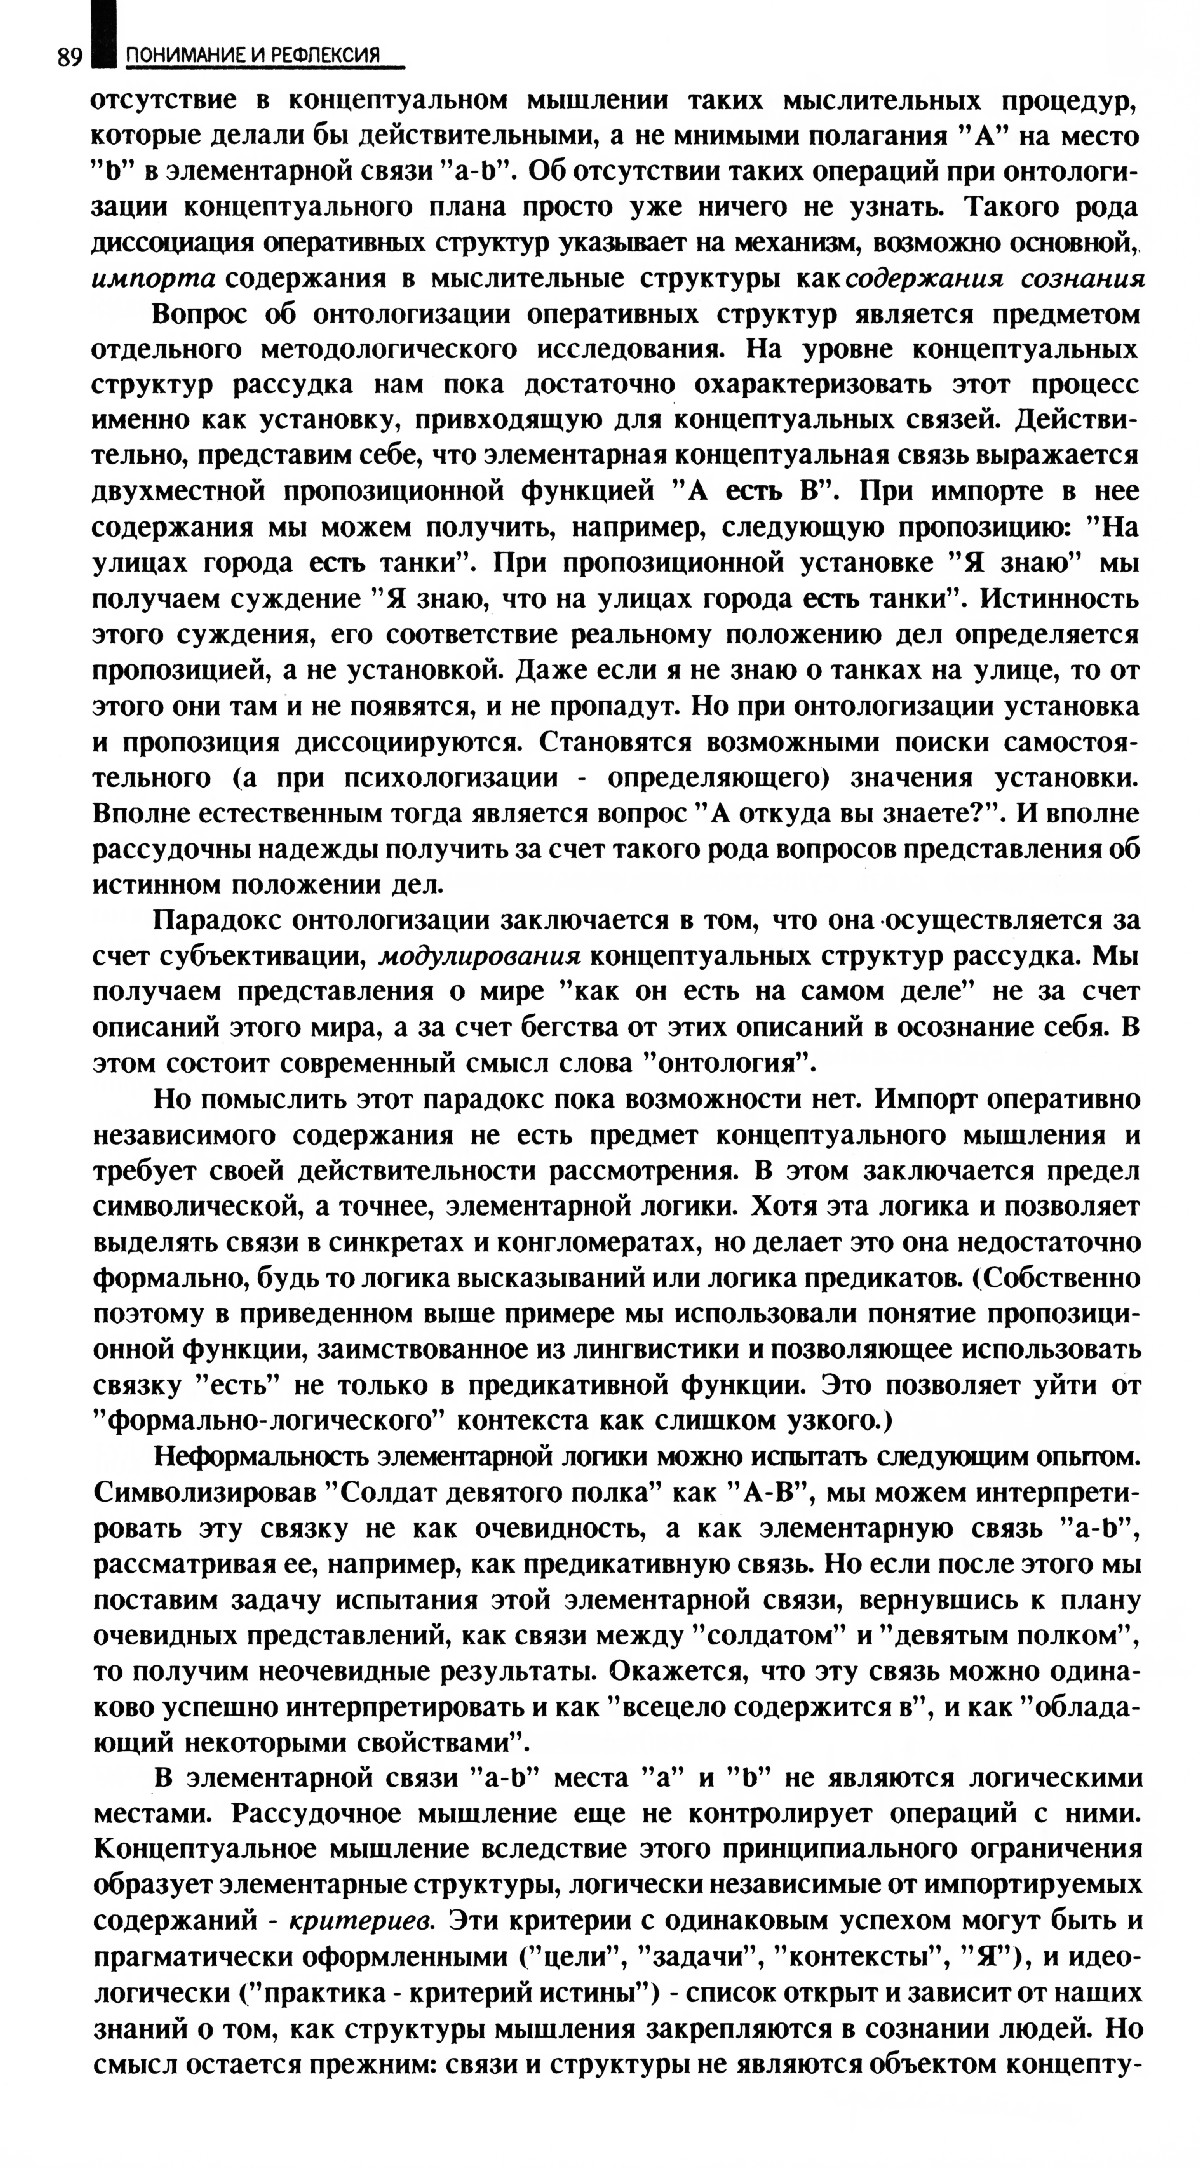 89 ПОНИМАНИЕ И РЕФЛЕКСИЯ
отсутствие в концептуальном мышлении таких мыслительных процедур,
которые делали бы действительными, а не мнимыми полагания ”А” на место
”b” в элементарной связи ”a-b”. Об отсутствии таких операций при онтологи-
зации концептуального плана просто уже ничего не узнать. Такого рода
диссоциация оперативных структур указывает на механизм, возможно основной,
импорта содержания в мыслительные структуры как содержания сознания
Вопрос об онтологизации оперативных структур является предметом
отдельного методологического исследования. На уровне концептуальных
структур рассудка нам пока достаточно охарактеризовать этот процесс
именно как установку, привходящую для концептуальных связей. Действи-
тельно, представим себе, что элементарная концептуальная связь выражается
двухместной пропозиционной функцией ”А есть В”. При импорте в нее
содержания мы можем получить, например, следующую пропозицию: ”На
улицах города есть танки”. При пропозиционной установке ”Я знаю” мы
получаем суждение ”Я знаю, что на улицах города есть танки”. Истинность
этого суждения, его соответствие реальному положению дел определяется
пропозицией, а не установкой. Даже если я не знаю о танках на улице, то от
этого они там и не появятся, и не пропадут. Но при онтологизации установка
и пропозиция диссоциируются. Становятся возможными поиски самостоя-
тельного (а при психологизации - определяющего) значения установки.
Вполне естественным тогда является вопрос ”А откуда вы знаете?”. И вполне
рассудочны надежды получить за счет такого рода вопросов представления об
истинном положении дел.
Парадокс онтологизации заключается в том, что она осуществляется за
счет субъективации, модулирования концептуальных структур рассудка. Мы
получаем представления о мире ”как он есть на самом деле” не за счет
описаний этого мира, а за счет бегства от этих описаний в осознание себя. В
этом состоит современный смысл слова ”онтология”.
Но помыслить этот парадокс пока возможности нет. Импорт оперативно
независимого содержания не есть предмет концептуального мышления и
требует своей действительности рассмотрения. В этом заключается предел
символической, а точнее, элементарной логики. Хотя эта логика и позволяет
выделять связи в синкретах и конгломератах, но делает это она недостаточно
формально, будь то логика высказываний или логика предикатов. (Собственно
поэтому в приведенном выше примере мы использовали понятие пропозици-
онной функции, заимствованное из лингвистики и позволяющее использовать
связку ”есть” не только в предикативной функции. Это позволяет уйти от
”формально-логического” контекста как слишком узкого.)
Неформальность элементарной логики можно испытать следующим опытом.
Символизировав ”Солдат девятого полка” как ”А-В”, мы можем интерпрети-
ровать эту связку не как очевидность, а как элементарную связь ”a-b”,
рассматривая ее, например, как предикативную связь. Но если после этого мы
поставим задачу испытания этой элементарной связи, вернувшись к плану
очевидных представлений, как связи между ”солдатом” и ”девятым полком”,
то получим неочевидные результаты. Окажется, что эту связь можно одина-
ково успешно интерпретировать и как ”всецело содержится в”, и как ”облада-
ющий некоторыми свойствами”.
В элементарной связи ”a-b” места ”a” и ”b” не являются логическими
местами. Рассудочное мышление еще не контролирует операций с ними.
Концептуальное мышление вследствие этого принципиального ограничения
образует элементарные структуры, логически независимые от импортируемых
содержаний - критериев. Эти критерии с одинаковым успехом могут быть и
прагматически оформленными (”цели”, ”задачи”, ”контексты”, ”Я”), и идео-
логически (”практика - критерий истины”) - список открыт и зависит от наших
знаний о том, как структуры мышления закрепляются в сознании людей. Но
смысл остается прежним: связи и структуры не являются объектом концепту-